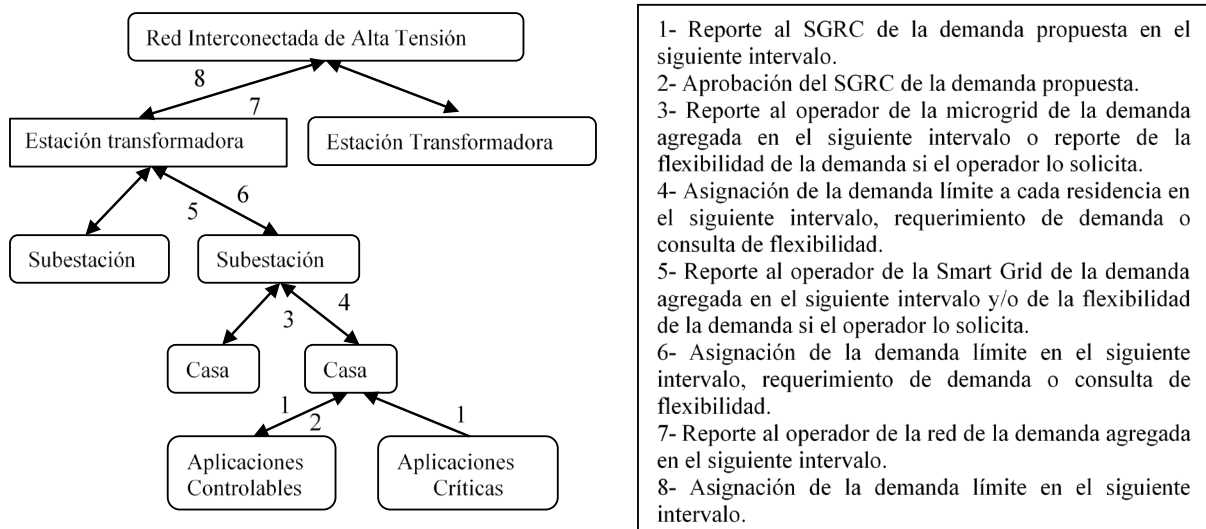 Red Interconectada de Alta Tensión
8
7
Estación transformadora
Estación Transformadora
6
5
Subestación
Subestación
4
3
Casa
Casa
1
2
1
Aplicaciones
Controlables
Aplicaciones
Críticas
1- Reporte al SGRC de la demanda propuesta en el
siguiente intervalo.
2- Aprobación del SGRC de la demanda propuesta.
3- Reporte al operador de la microgrid de la demanda
agregada en el siguiente intervalo o reporte de la
flexibilidad de la demanda si el operador lo solicita.
4- Asignación de la demanda límite a cada residencia en
el siguiente intervalo, requerimiento de demanda o
consulta de flexibilidad.
5- Reporte al operador de la Smart Grid de la demanda
agregada en el siguiente intervalo y/o de la flexibilidad
de la demanda si el operador lo solicita.
6- Asignación de la demanda límite en el siguiente
intervalo, requerimiento de demanda o consulta de
flexibilidad.
7- Reporte al operador de la red de la demanda agregada
en el siguiente intervalo.
8- Asignación de la demanda límite en el siguiente
intervalo.